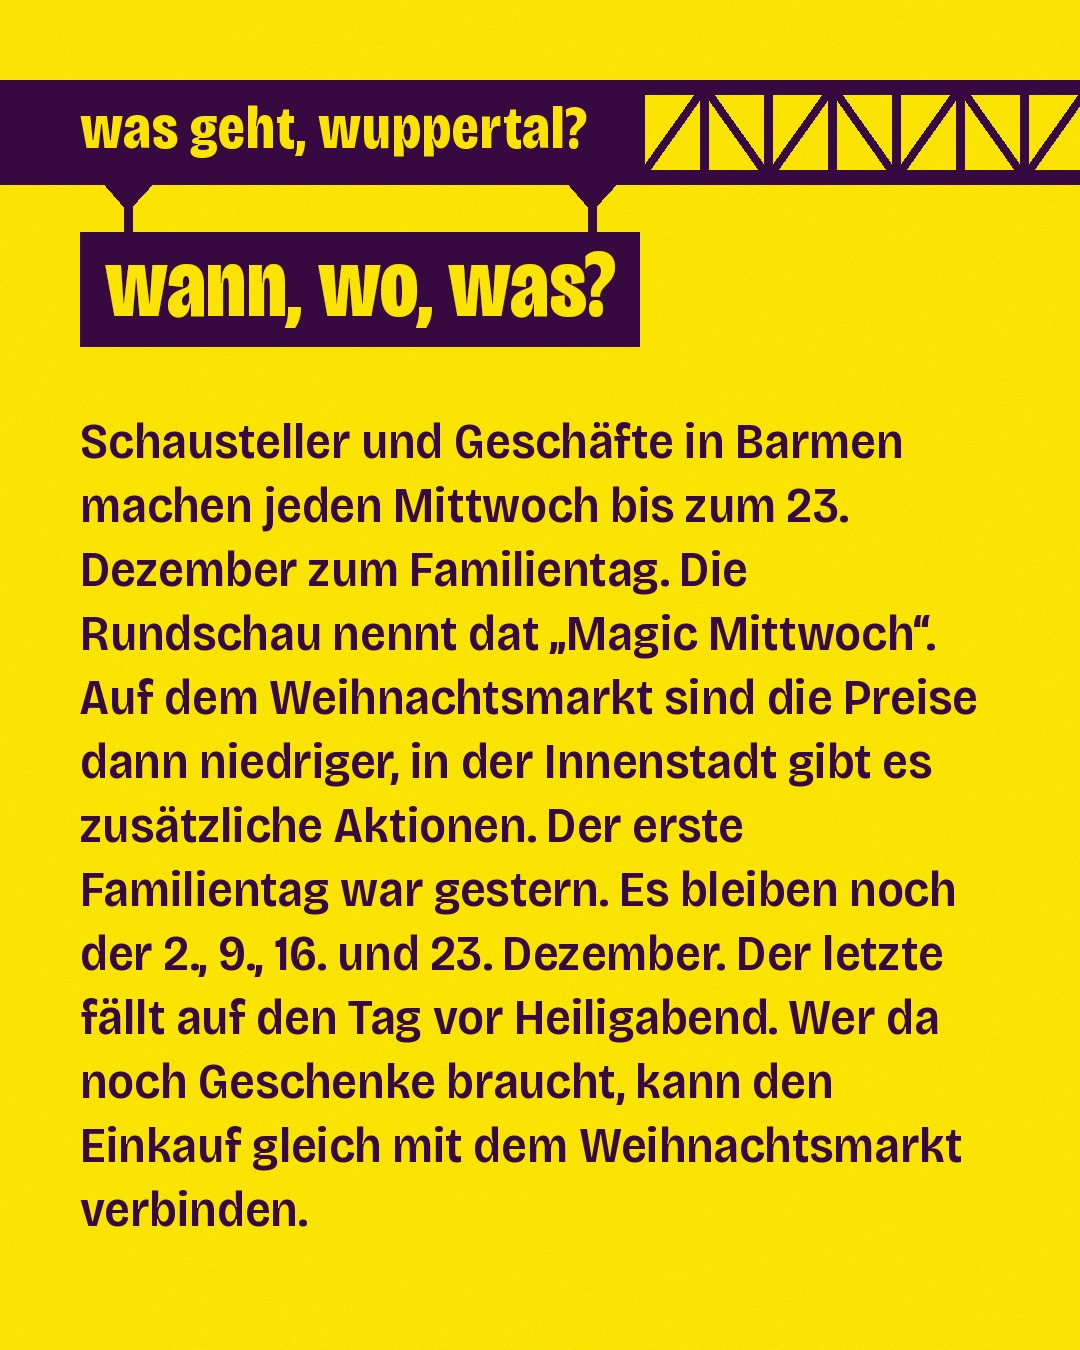 was geht, wuppertal?
wann, wo, was?
Schausteller und Geschäfte in Barmen
machen jeden Mittwoch bis zum 23.
Dezember zum Familientag. Die
Rundschau nennt dat „Magic Mittwoch“.
Auf dem Weihnachtsmarkt sind die Preise
dann niedriger, in der Innenstadt gibt es
zusätzliche Aktionen. Der erste
Familientag war gestern. Es bleiben noch
der 2., 9., 16. und 23. Dezember. Der letzte
fällt auf den Tag vor Heiligabend. Wer da
noch Geschenke braucht, kann den
Einkauf gleich mit dem Weihnachtsmarkt
verbinden.